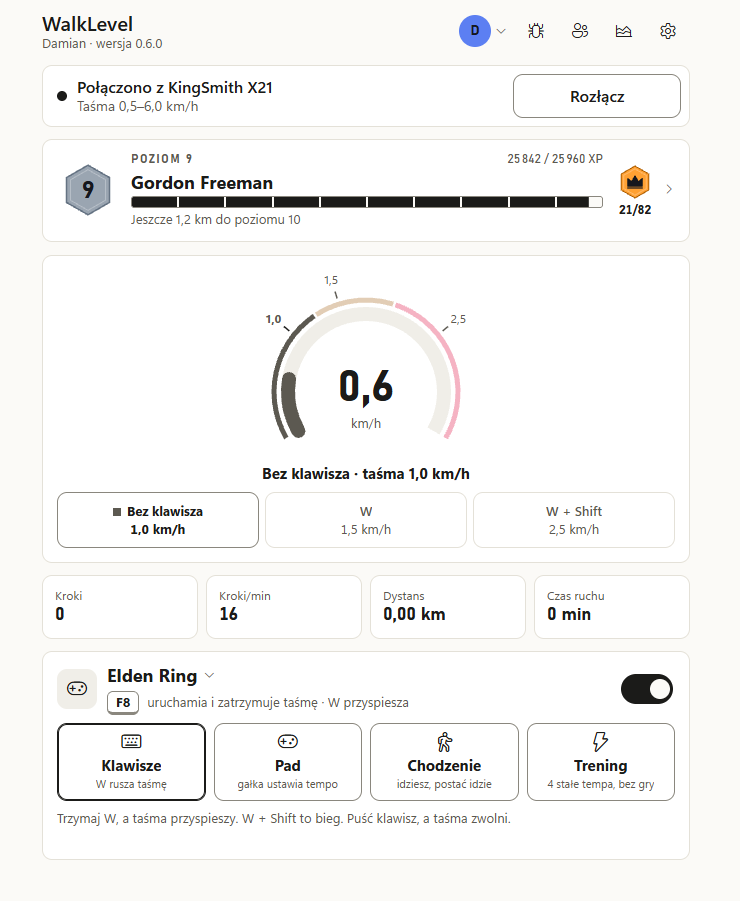 WalkLevel
Damian · wersja 0.6.0
D
Połączono z KingSmith X21
Taśma 0,5–6,0 km/h
Rozłącz
9
POZIOM 9
25 842 / 25 960 XP
Gordon Freeman
Jeszcze 1,2 km do poziomu 10
21/82
1,0
1,5
2,5
0,6
km/h
Bez klawisza · taśma 1,0 km/h
Bez klawisza
1,0 km/h
W
1,5 km/h
W + Shift
2,5 km/h
Kroki
0
Kroki/min
16
Dystans
0,00 km
Czas ruchu
0 min
Elden Ring
F8 uruchamia i zatrzymuje taśmę · W przyspiesza
Klawisze
W rusza taśmę
Pad
gałka ustawia tempo
Chodzenie
idziesz, postać idzie
Trening
4 stałe tempa, bez gry
Trzymaj W, a taśma przyspieszy. W + Shift to bieg. Puść klawisz, a taśma zwolni.